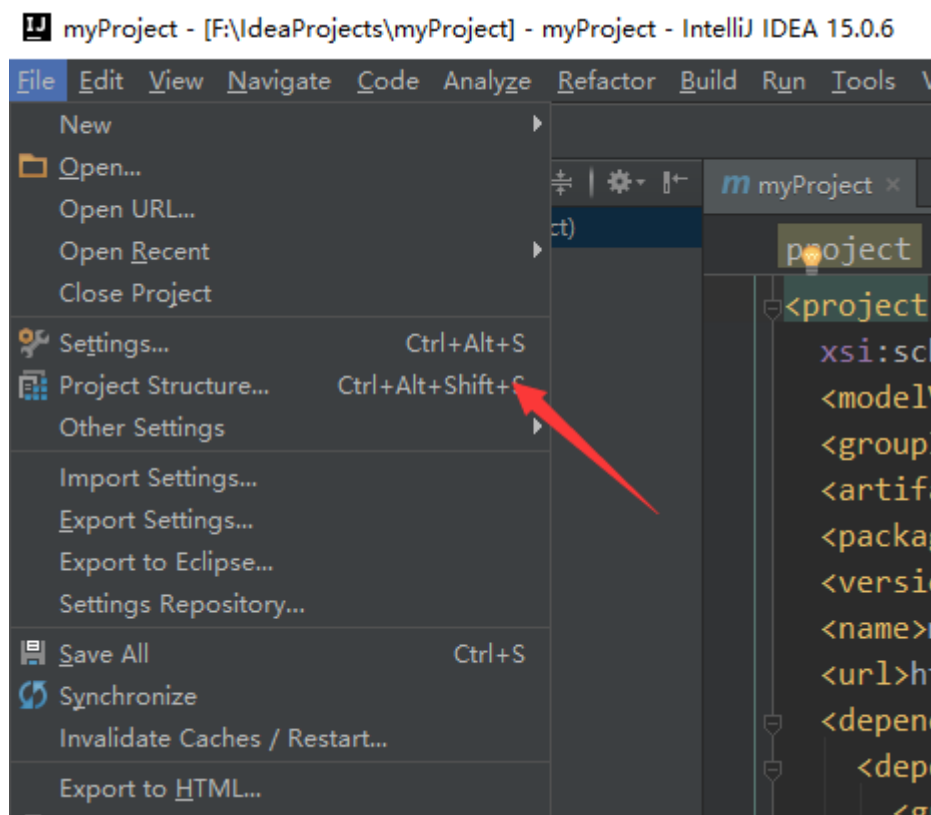 myProject - [F:\IdeaProjects\myProject] - myProject - IntelliJ IDEA 15.0.6
File Edit View Navigate Code Analyze Refactor Build Run Tools
New
Open...
Open URL...
Open Recent
Close Project
Settings... Ctrl+Alt+S
Project Structure... Ctrl+Alt+Shift+S
Other Settings
Import Settings...
Export Settings...
Export to Eclipse...
Settings Repository...
Save All Ctrl+S
Synchronize
Invalidate Caches / Restart...
Export to HTML...
ct)
m myProject
project
<project
xsi:sc
<model
<group
<artifa
<packa
<versi
<name>
<url>h
<depen
<dep
<g